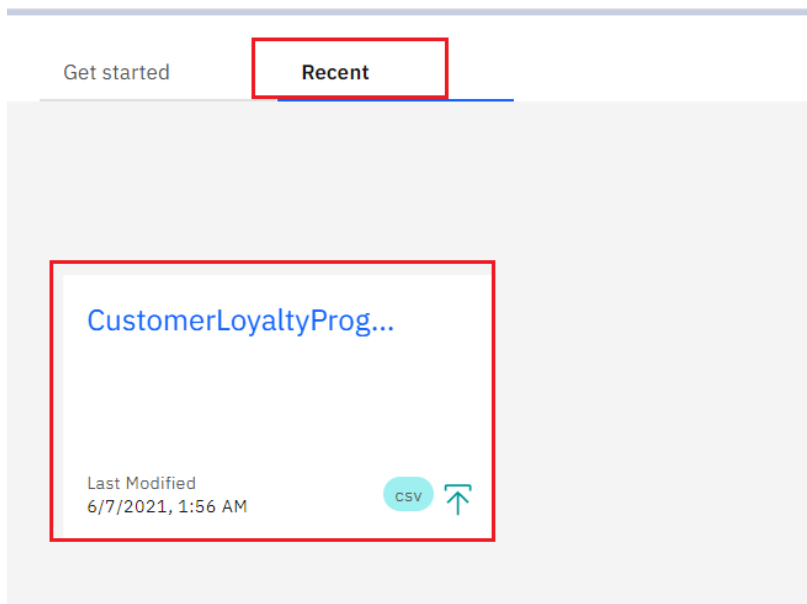 Get started
Recent
CustomerLoyaltyProg...
Last Modified
6/7/2021, 1:56 AM
csv